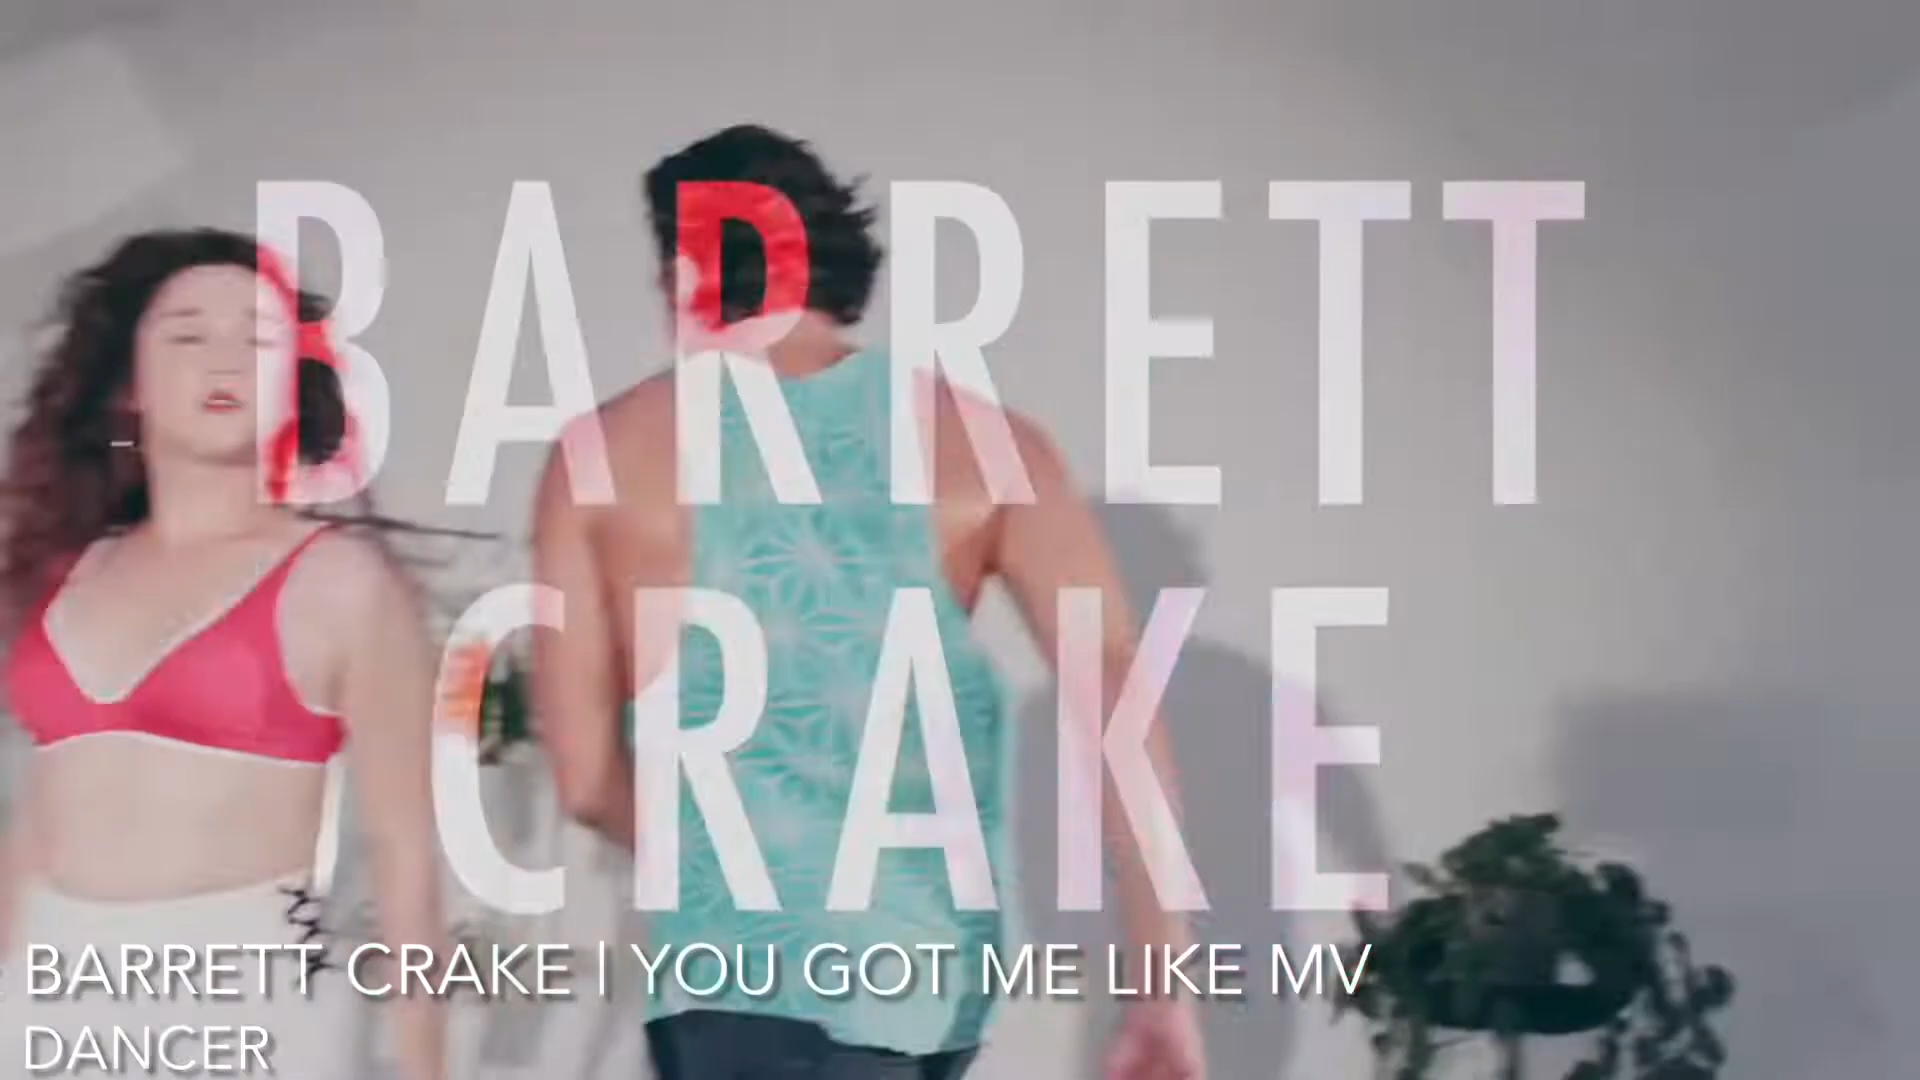 BARRETT
CRAKE
BARRETT CRAKE | YOU GOT ME LIKE MV
DANCER